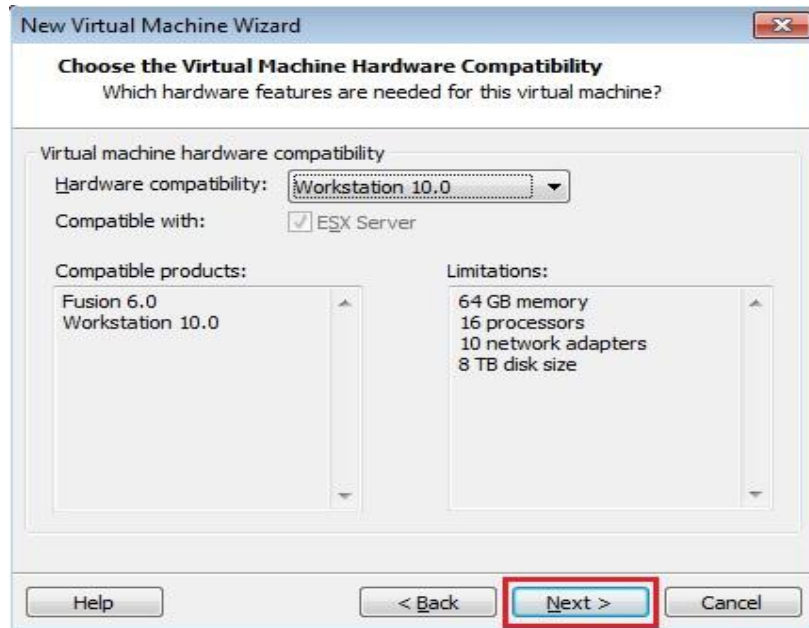 New Virtual Machine Wizard
Choose the Virtual Machine Hardware Compatibility
Which hardware features are needed for this virtual machine?
Virtual machine hardware compatibility
Hardware compatibility: Workstation 10.0
Compatible with: ESX Server
Compatible products:
Fusion 6.0
Workstation 10.0
Limitations:
64 GB memory
16 processors
10 network adapters
8 TB disk size
Help < Back Next > Cancel